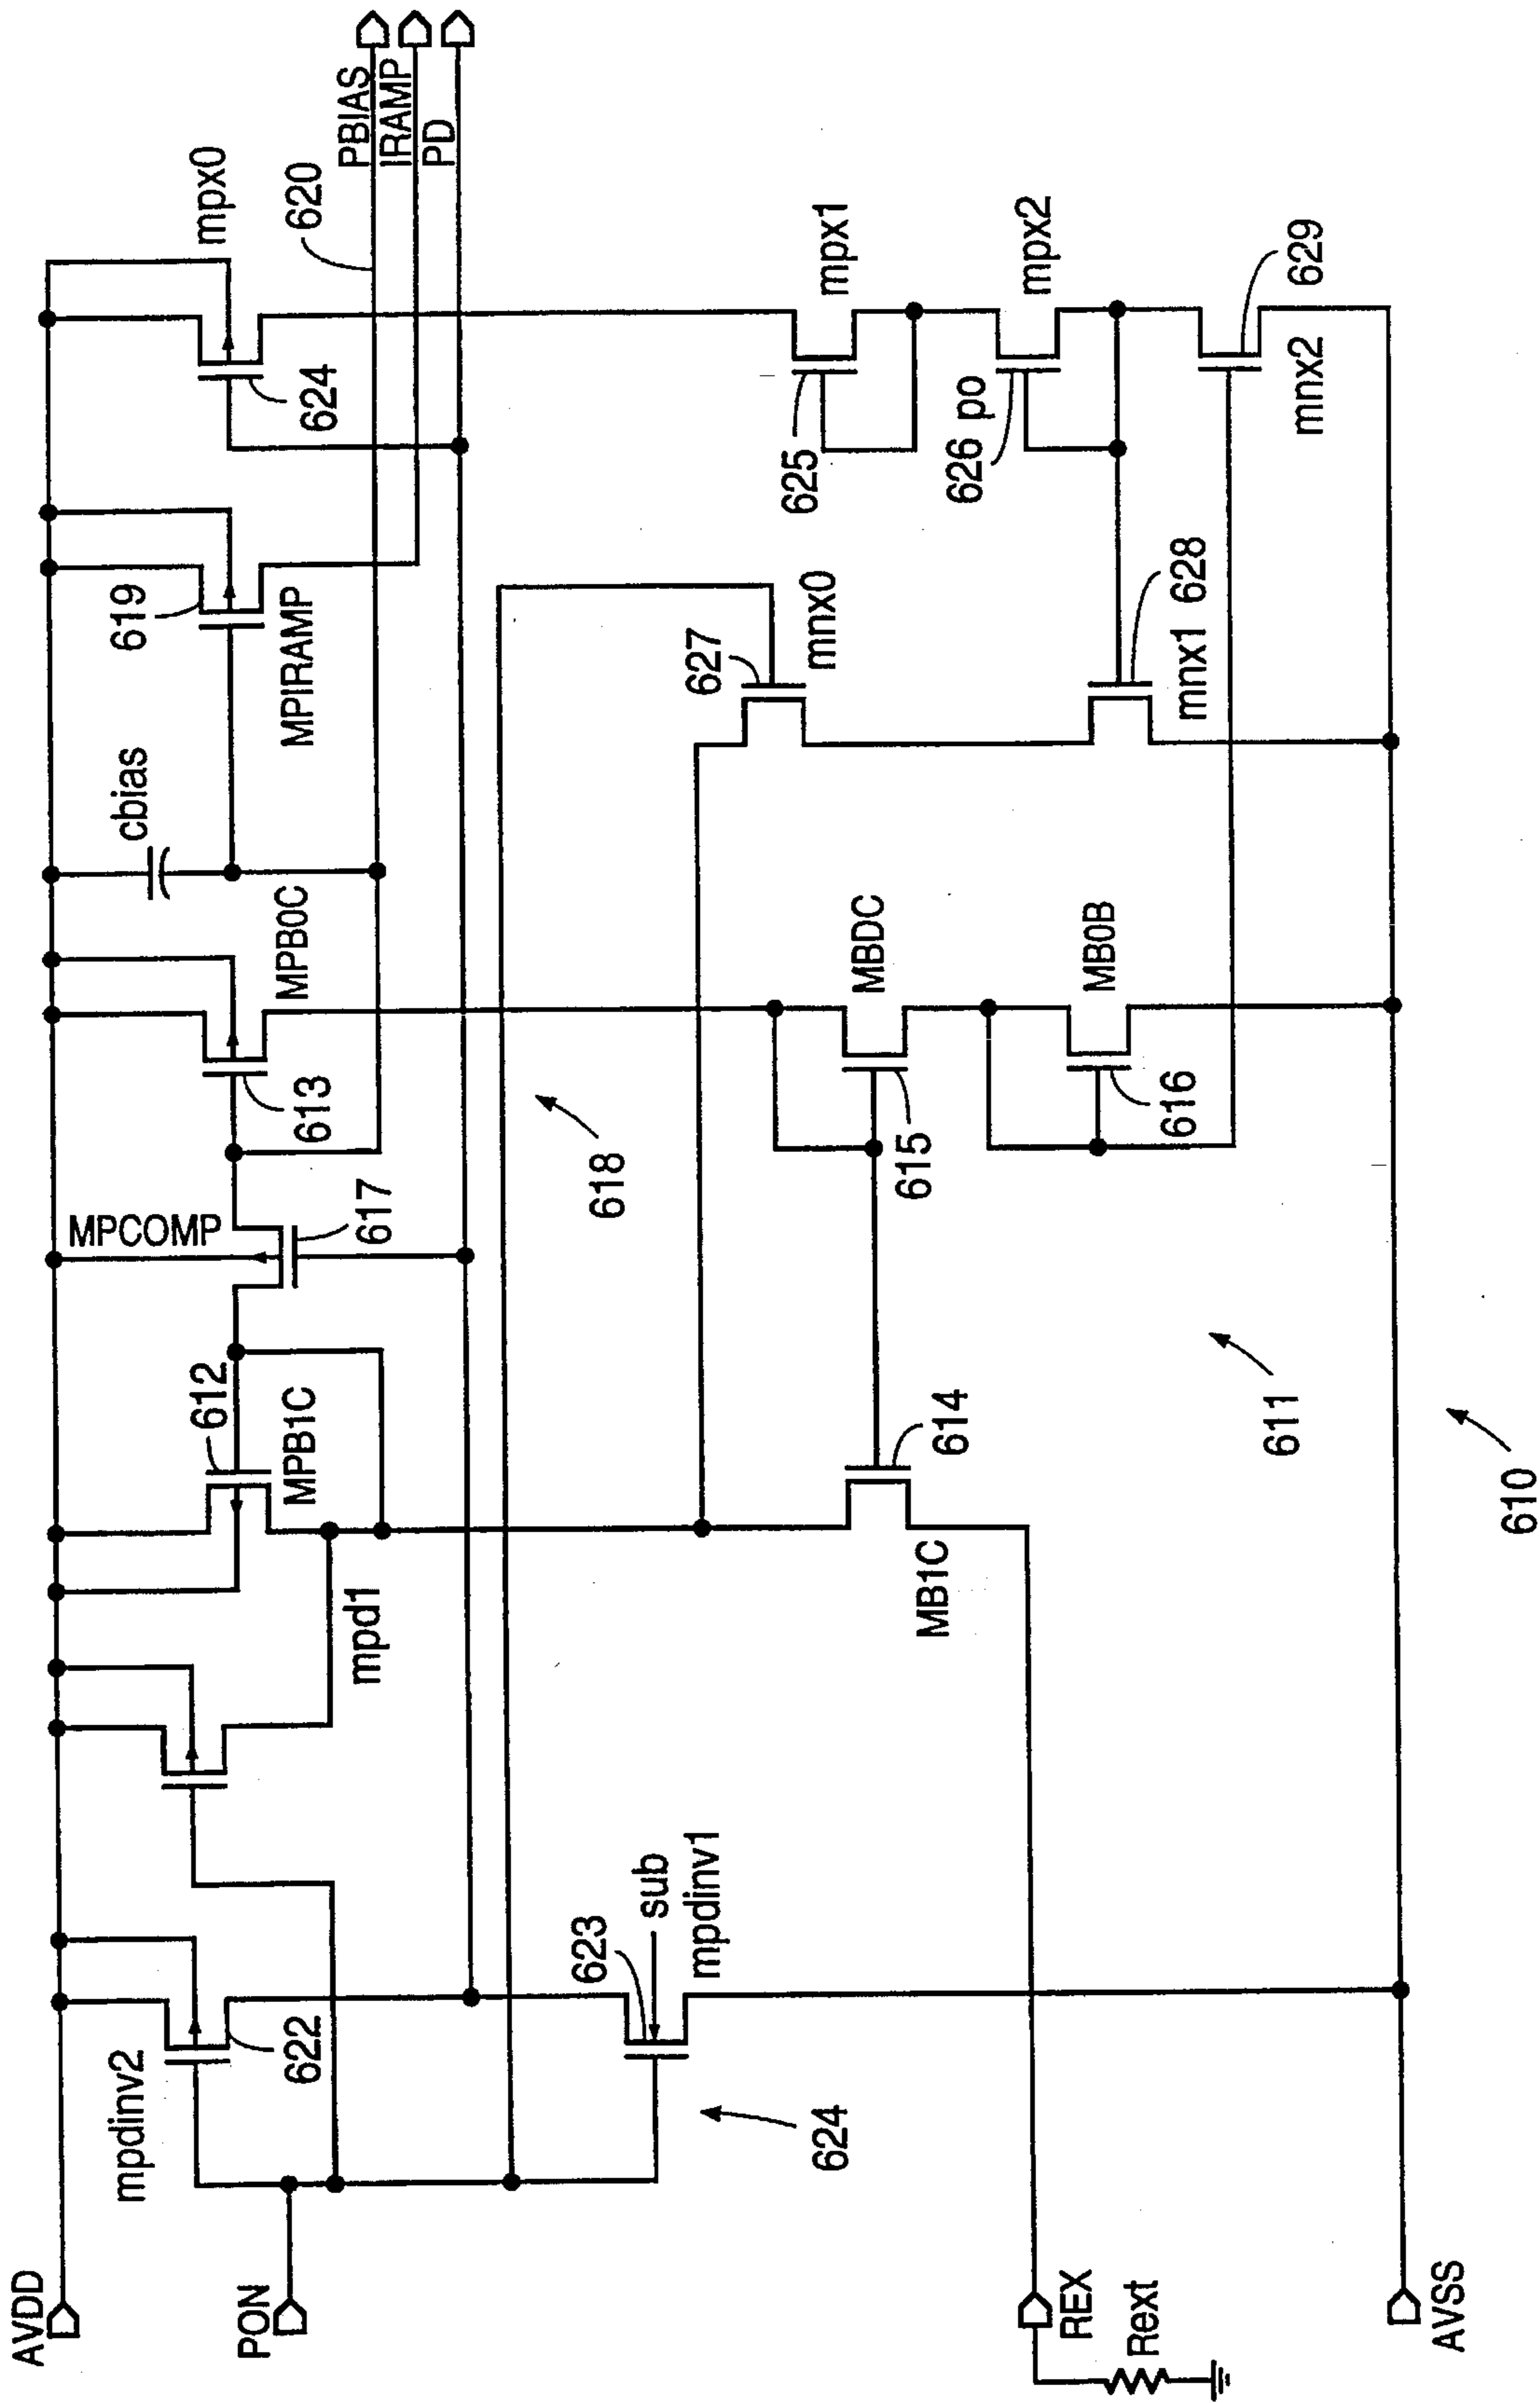 AVDD
PON
REX
Rext
AVSS
mpdinv2
622
623
sub
mpdinv1
624
mpd1
612
MPB1C
MB1C
614
MPCOMP
617
613
MPB0C
618
615
MBDC
616
MB0B
611
610
cbias
619
MPIRAMP
627
mnx0
mnx1
628
mpx0
624
620
PBIAS
IRAMP
PD
625
mpx1
626
po
mpx2
mnx2
629